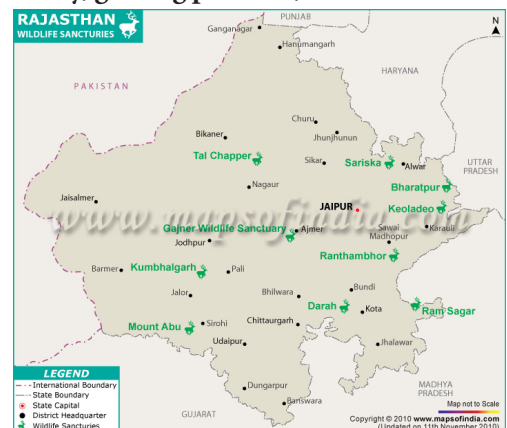 PUNJAB
RAJASTHAN
WILDLIFE SANCTURIES
N
Ganganagar
Hanumangarh
HARYANA
PAKISTAN
Churu
Jhunjhunun
Bikaner
Tal Chapper
Sikar
Sariska
Alwar
UTTAR
PRADESH
Nagaur
Bharatpur
Jaisalmer
JAIPUR
Keoladeo
www.mapsofindia.com
Gajner Wildlife Sanctuary
Ajmer
Sawai
Madhopur
Karauli
Jodhpur
Ranthambhor
Barmer
Kumbhalgarh
Pali
Jalor
Bhilwara
Bundi
Darah
Kota
Ram Sagar
Mount Abu
Sirohi
Chittaurgarh
Udaipur
Jhalawar
LEGEND
International Boundary
State Boundary
State Capital
District Headquarter
Wildlife Sancturies
Dungarpur
Banswara
GUJARAT
MADHYA
PRADESH
Map not to Scale
Copyright © 2010 www.mapsofindia.com
(Updated on 11th November 2010)